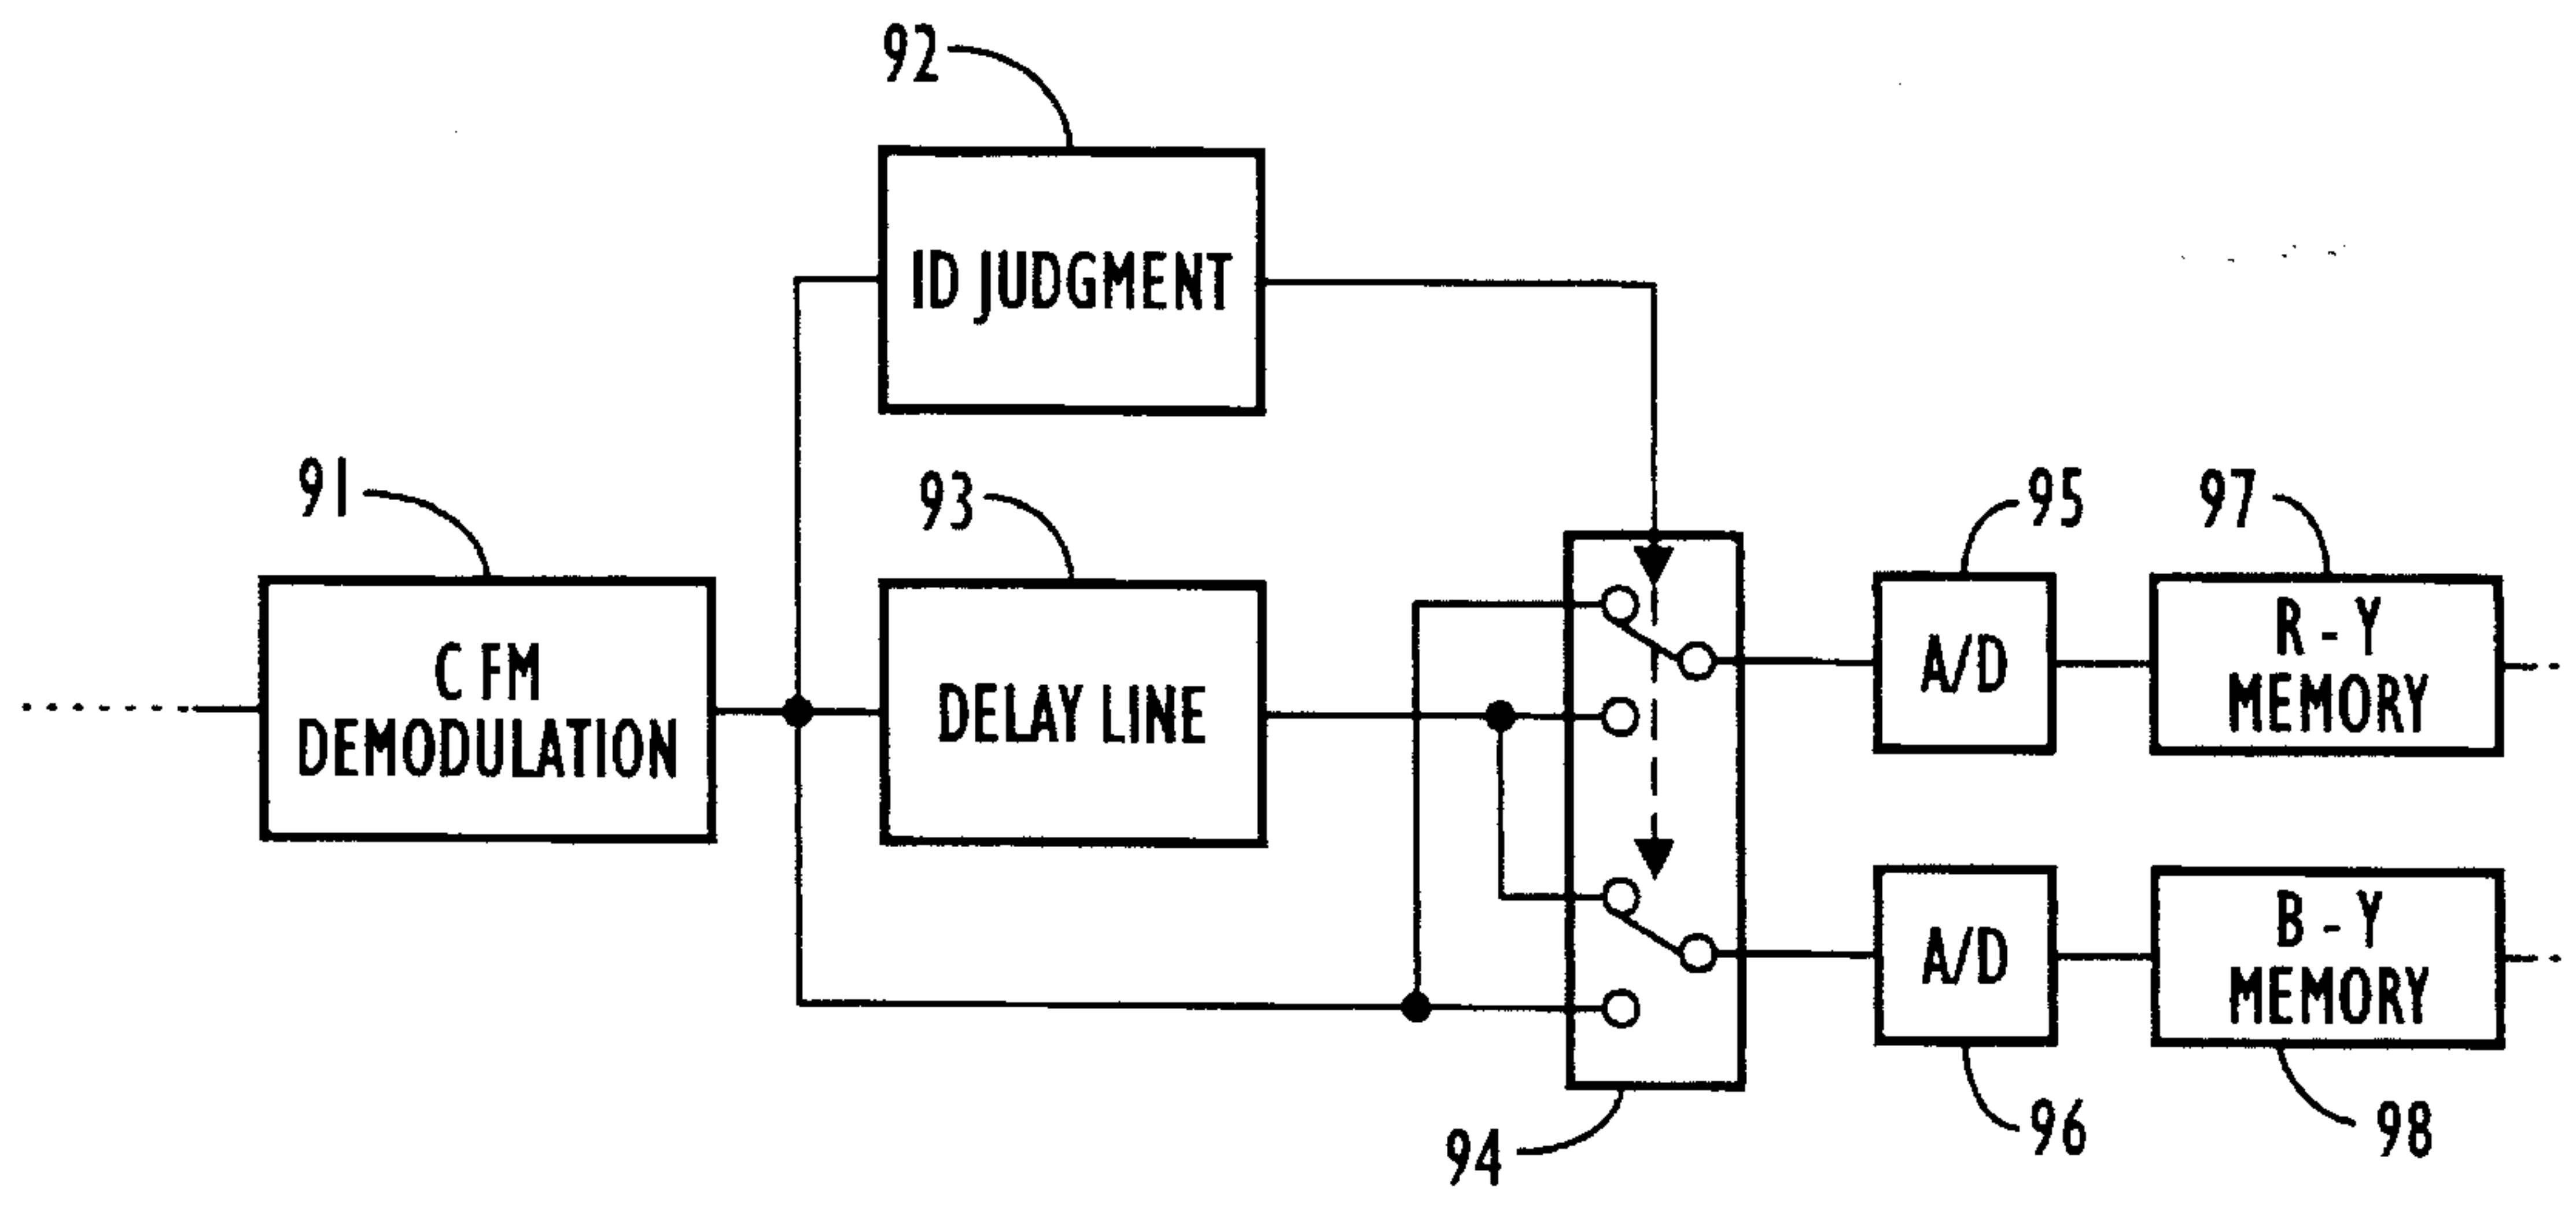 92
ID JUDGMENT
91
93
95
97
C FM
DEMODULATION
DELAY LINE
A/D
R - Y
MEMORY
A/D
B - Y
MEMORY
94
96
98